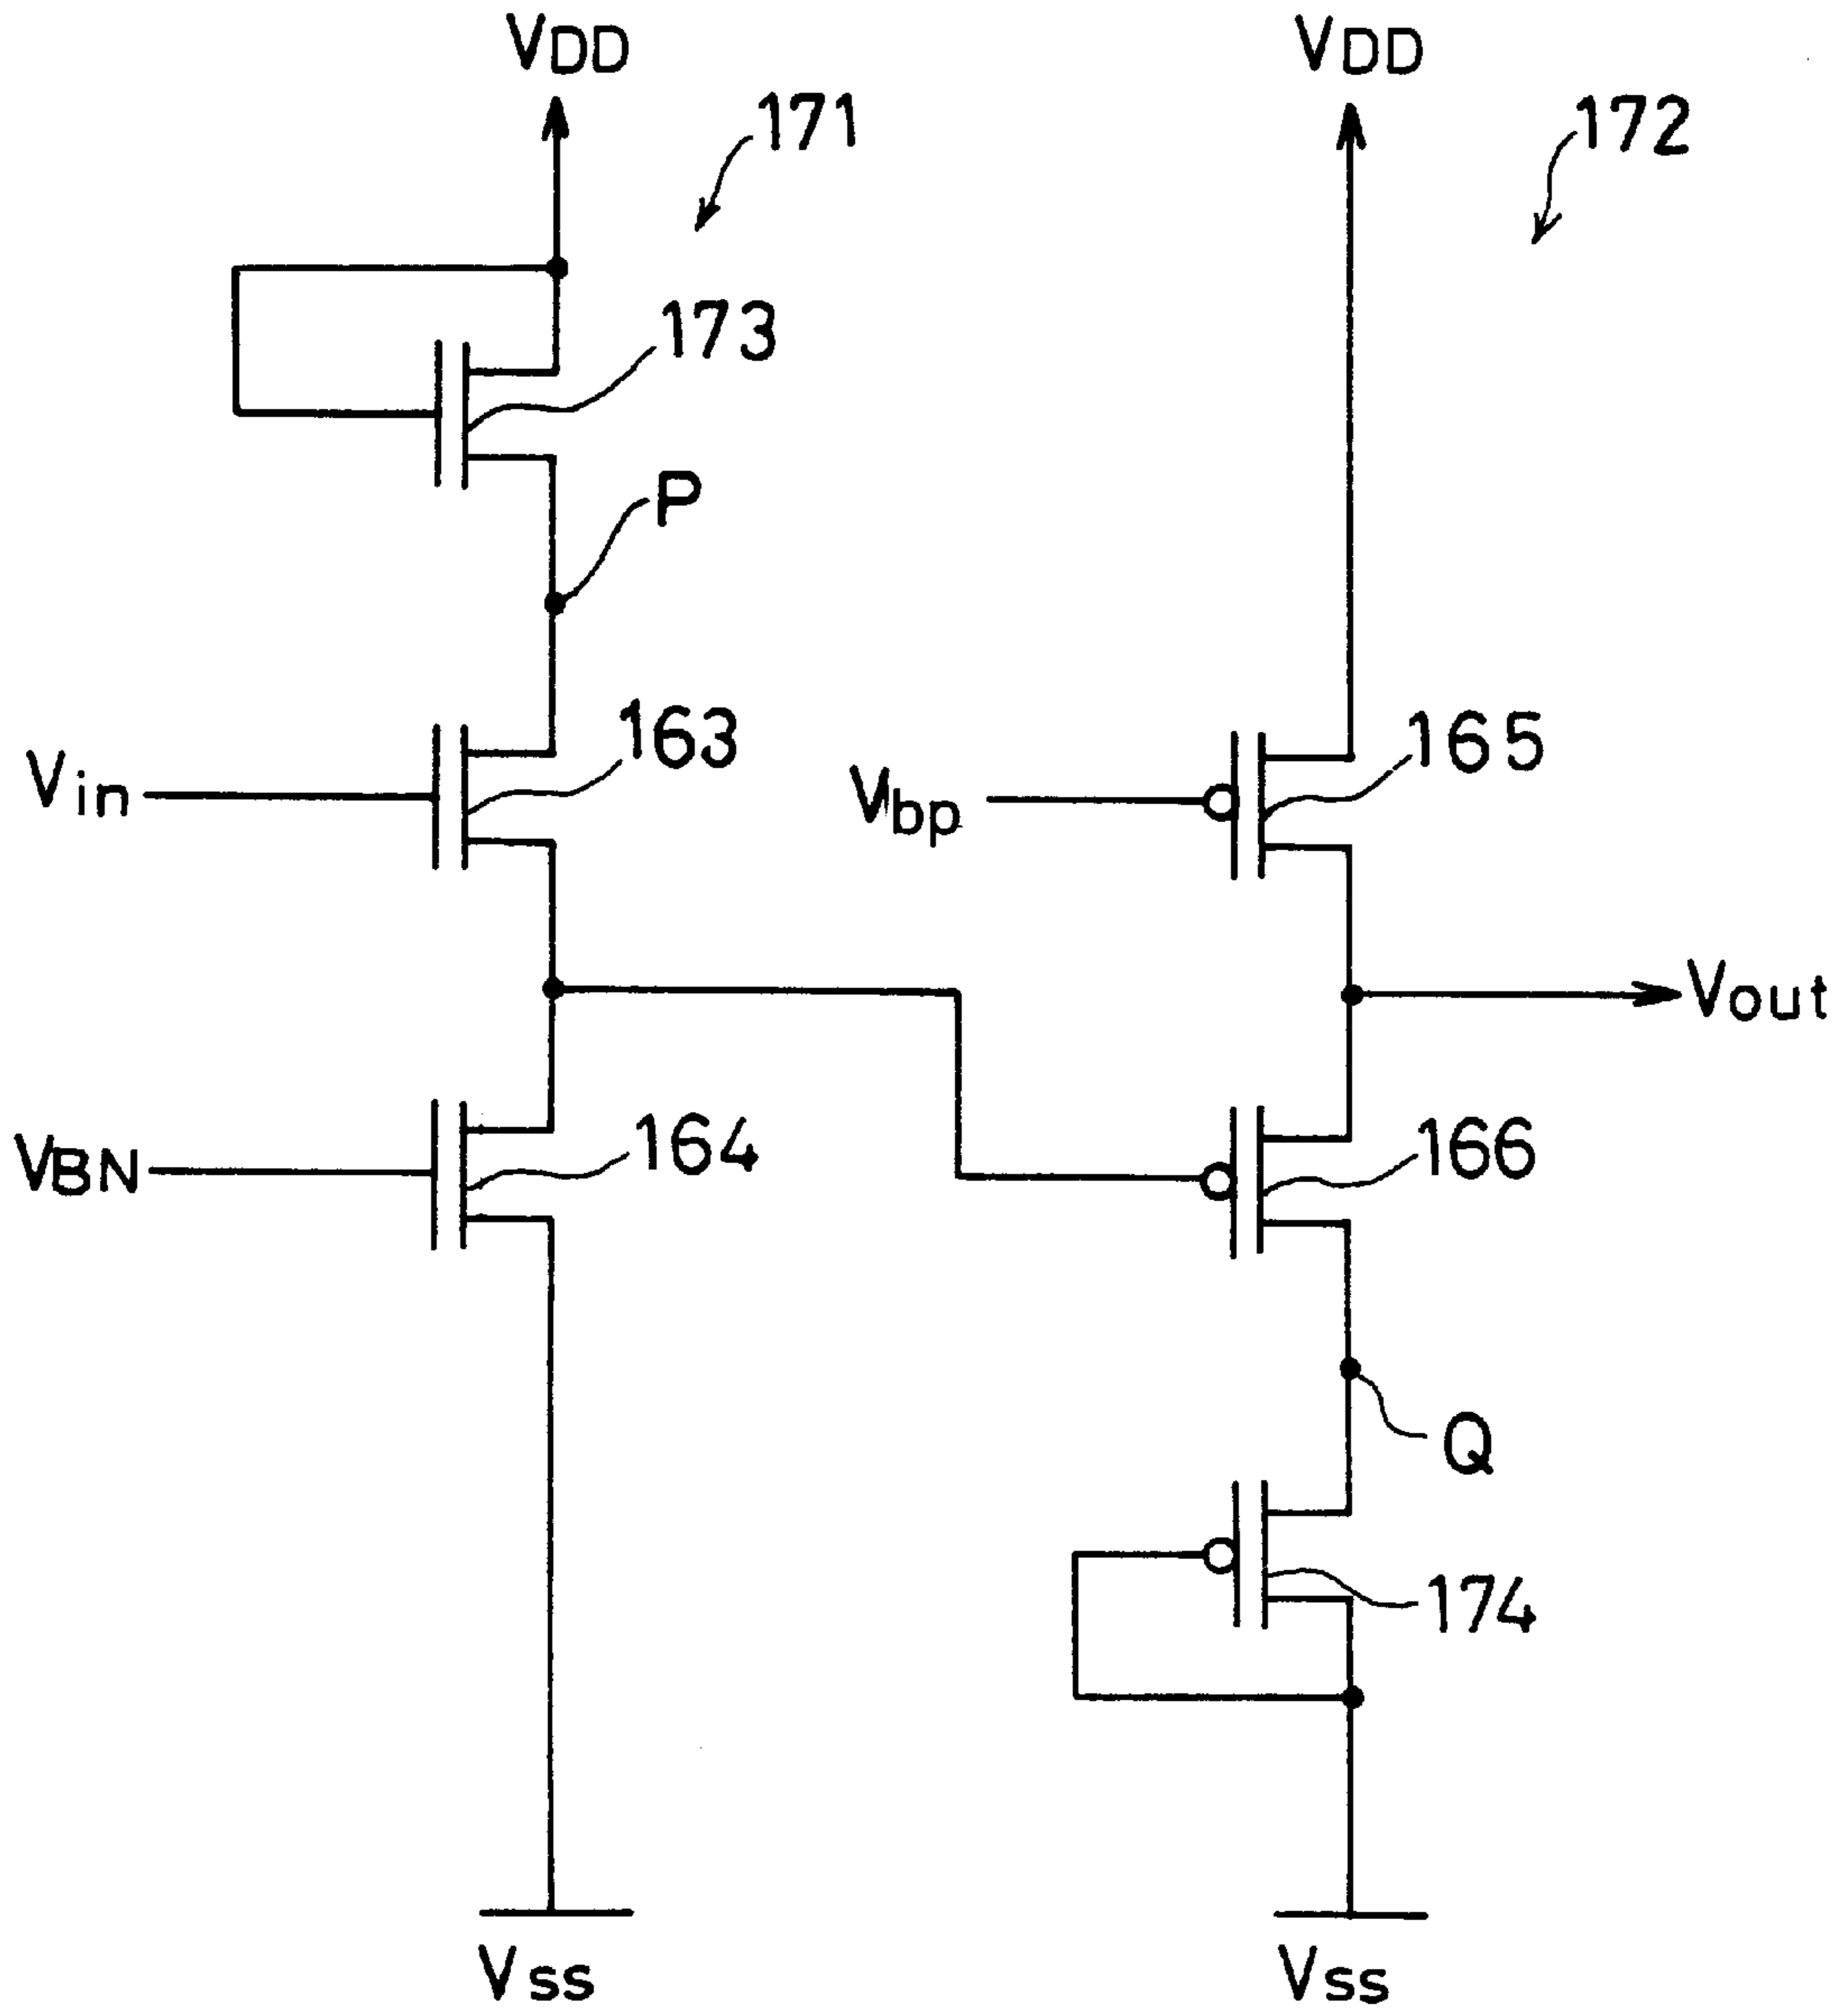 VDD
VDD
171
172
173
P
163
165
Vin
Vbp
Vout
164
166
VBN
Q
174
Vss
Vss